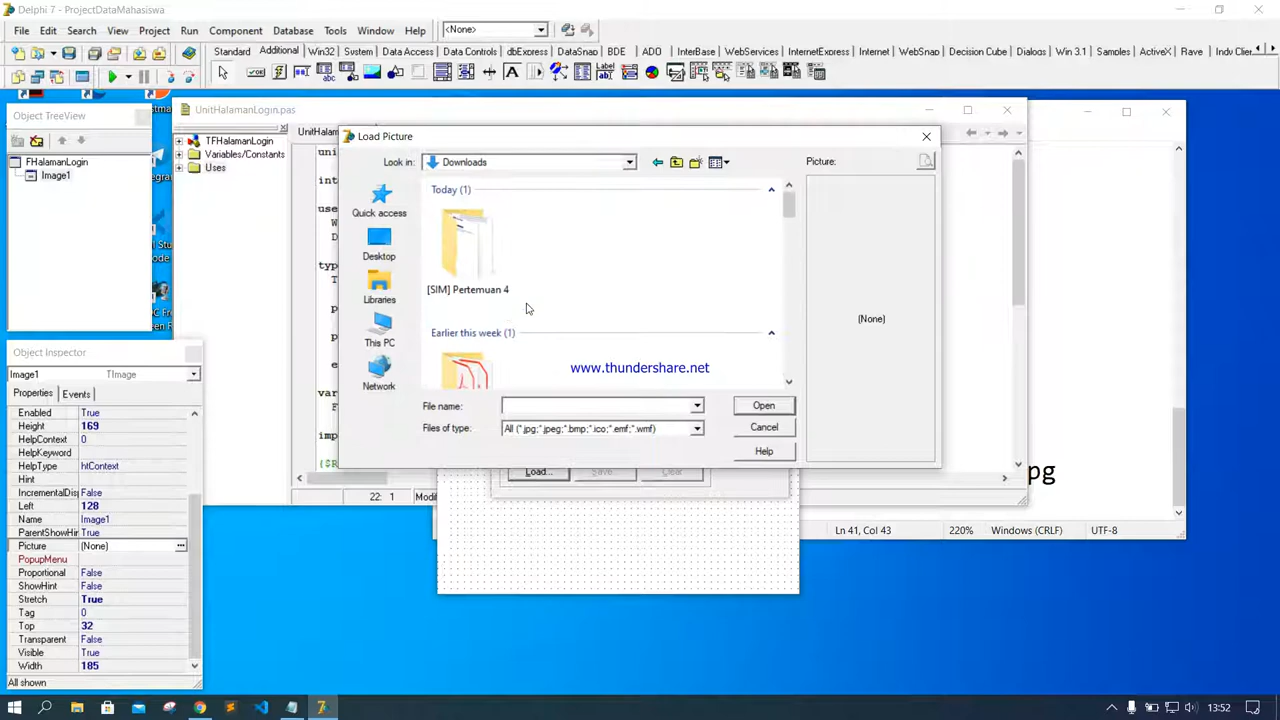 Delphi 7 - ProjectDataMahasiswa
File Edit Search View Project Run Component Database Tools Window Help
<None>
Standard Additional Win32 System Data Access Data Controls dbExpress DataSnap BDE ADO InterBase WebServices InternetExpress Internet WebSnap Decision Cube Dialogs Win 3.1 Samples ActiveX Rave Indy Clien
Object TreeView
FHalamanLogin
Image1
UnitHalamanLogin.pas
TFHalamanLogin
Variables/Constants
Uses
UnitHalam
Load Picture
Look in:
Downloads
Picture:
Quick access
Desktop
Libraries
This PC
Network
Today (1)
[SIM] Pertemuan 4
Earlier this week (1)
www.thundershare.net
(None)
File name:
Open
Files of type:
All (*.jpg;*.jpeg;*.bmp;*.ico;*.emf;*.wmf)
Cancel
Help
Load...
Save...
Clear
22: 1
Modif
pg
Ln 41, Col 43
220%
Windows (CRLF)
UTF-8
Object Inspector
Image1 TImage
Properties Events
Enabled True
Height 169
HelpContext 0
HelpKeyword
HelpType htContext
Hint
IncrementalDis False
Left 128
Name Image1
ParentShowHir True
Picture (None)
PopupMenu
Proportional False
ShowHint False
Stretch True
Tag 0
Top 32
Transparent False
Visible True
Width 185
All shown
13:52